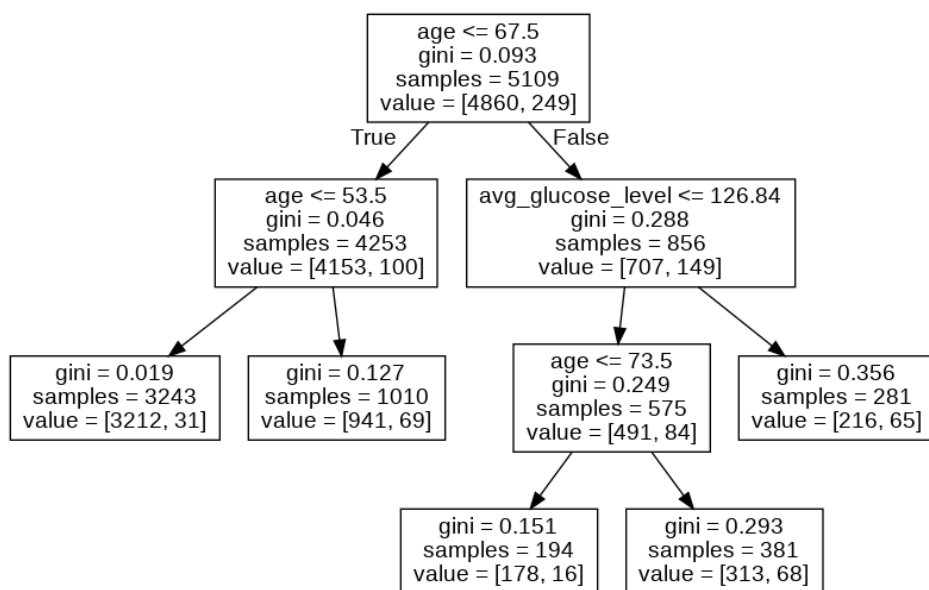 age <= 67.5
gini = 0.093
samples = 5109
value = [4860, 249]
True
False
age <= 53.5
gini = 0.046
samples = 4253
value = [4153, 100]
avg_glucose_level <= 126.84
gini = 0.288
samples = 856
value = [707, 149]
gini = 0.019
samples = 3243
value = [3212, 31]
gini = 0.127
samples = 1010
value = [941, 69]
age <= 73.5
gini = 0.249
samples = 575
value = [491, 84]
gini = 0.356
samples = 281
value = [216, 65]
gini = 0.151
samples = 194
value = [178, 16]
gini = 0.293
samples = 381
value = [313, 68]